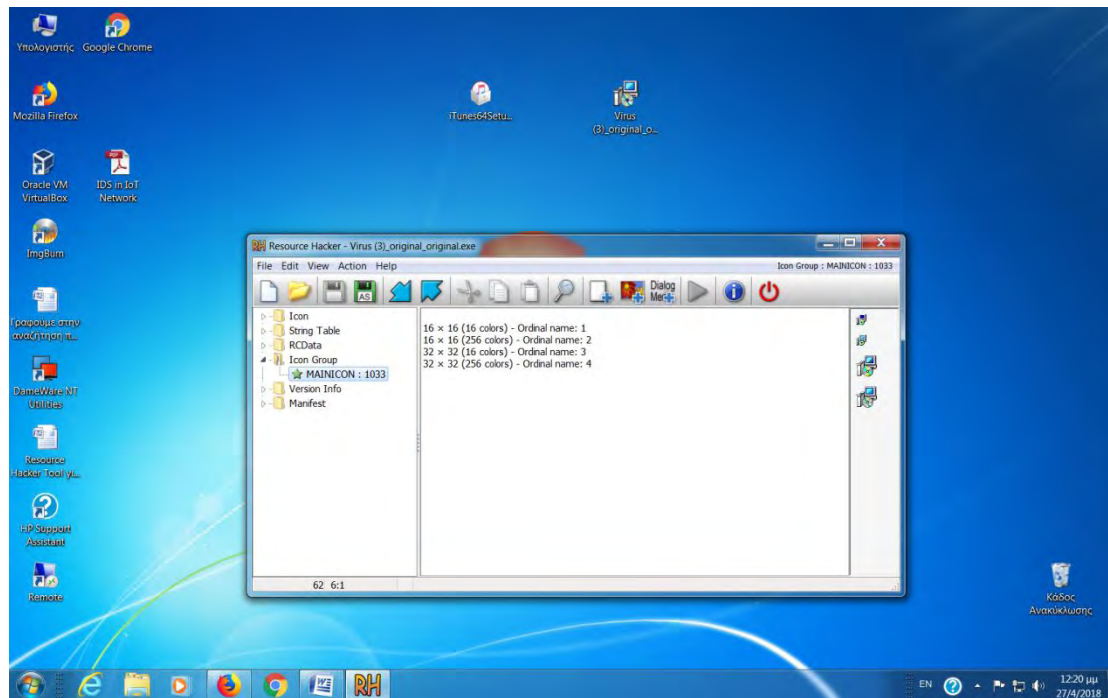 Υπολογιστής
Google Chrome
Mozilla Firefox
iTunes64Setu...
Virus
(3)_original_o...
Oracle VM
VirtualBox
IDS in IoT
Network
ImgBurn
Γραφουμε στην
αναζήτηση π...
DameWare NT
Utilities
Resource
Hacker Tool γι...
HP Support
Assistant
Remote
RH Resource Hacker - Virus (3)_original_original.exe
File Edit View Action Help
Icon Group : MAINICON : 1033
AS
Dialog
Menu
Icon
String Table
RCData
Icon Group
MAINICON : 1033
Version Info
Manifest
16 × 16 (16 colors) - Ordinal name: 1
16 × 16 (256 colors) - Ordinal name: 2
32 × 32 (16 colors) - Ordinal name: 3
32 × 32 (256 colors) - Ordinal name: 4
62 6:1
Κάδος
Ανακύκλωσης
RH
EN
12:20 μμ
27/4/2018